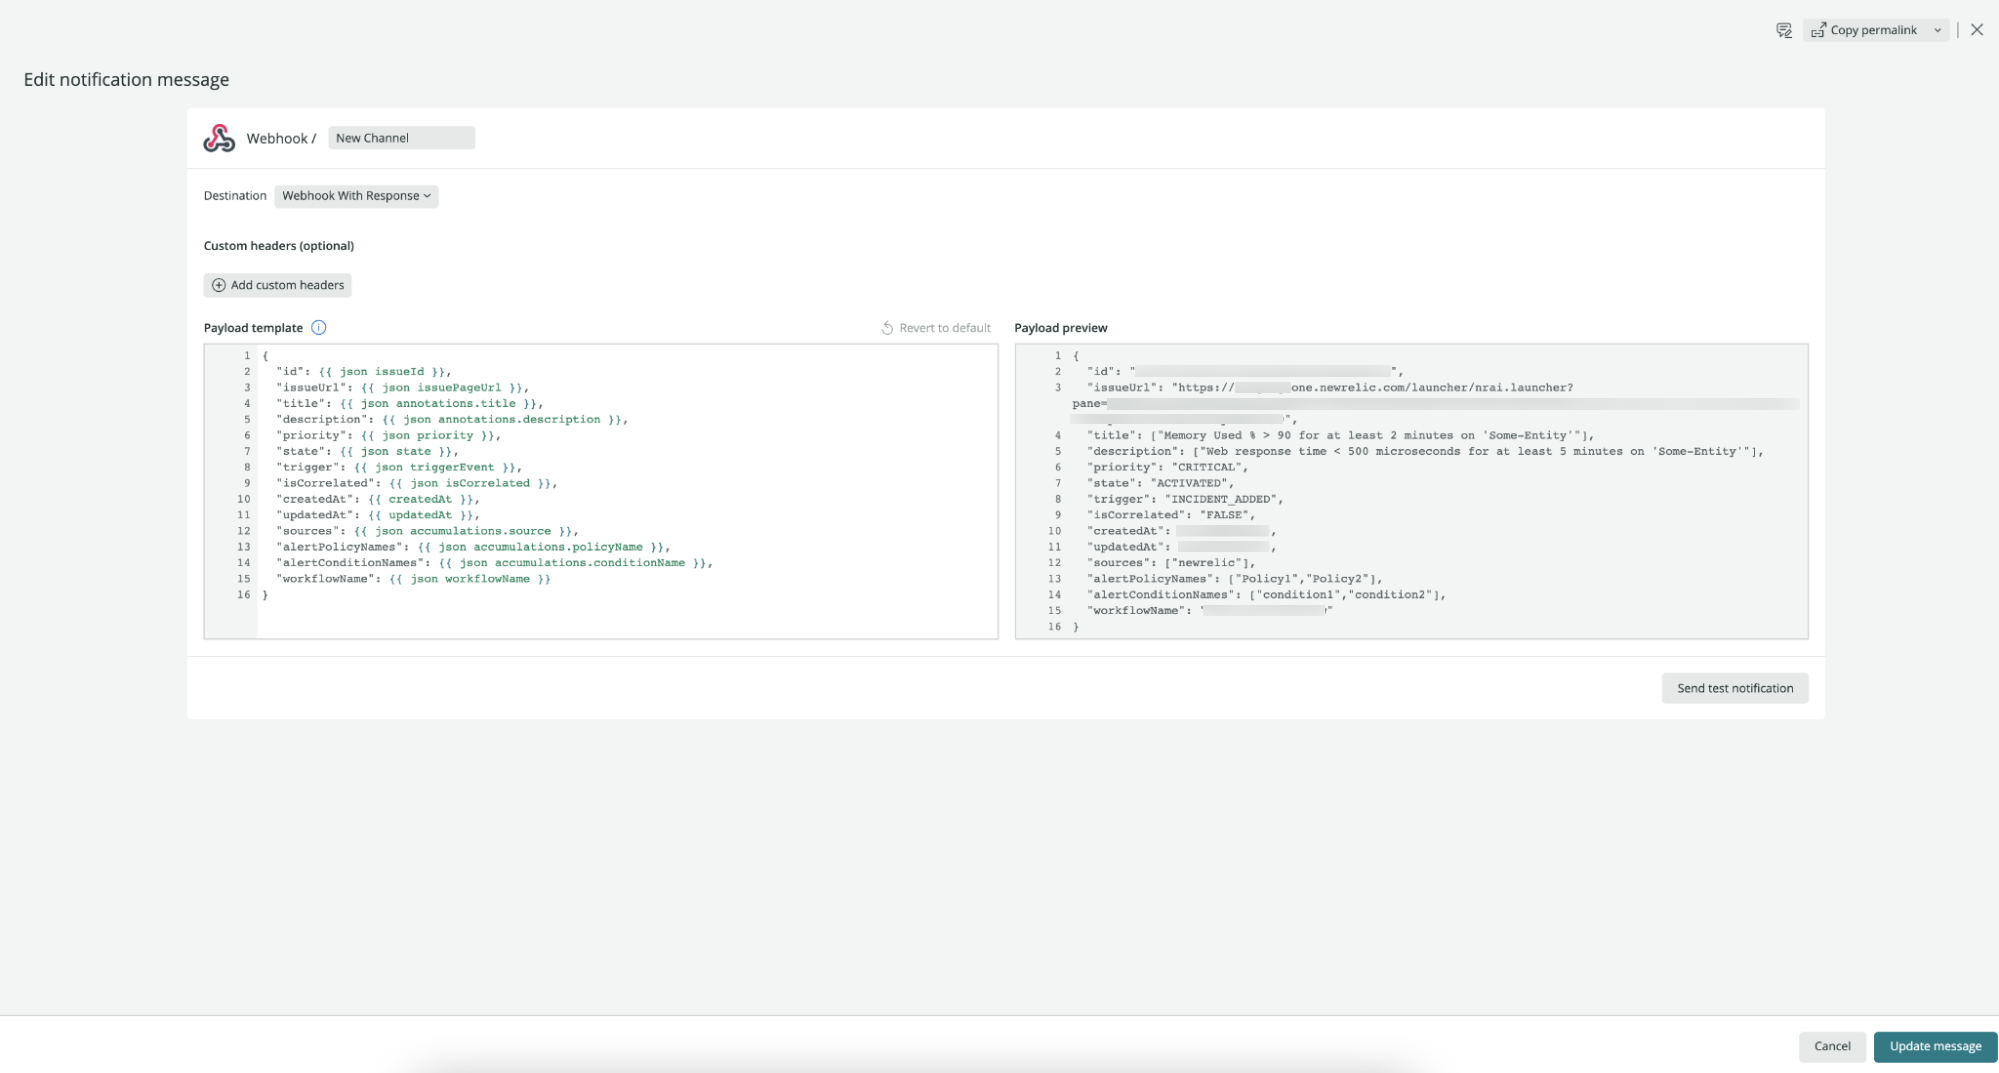 Copy permalink
Edit notification message
Webhook / New Channel
Destination Webhook With Response
Custom headers (optional)
Add custom headers
Payload template
Revert to default
1 {
2 "id": {{ json issueId }},
3 "issueUrl": {{ json issuePageUrl }},
4 "title": {{ json annotations.title }},
5 "description": {{ json annotations.description }},
6 "priority": {{ json priority }},
7 "state": {{ json state }},
8 "trigger": {{ json triggerEvent }},
9 "isCorrelated": {{ json isCorrelated }},
10 "createdAt": {{ createdAt }},
11 "updatedAt": {{ updatedAt }},
12 "sources": {{ json accumulations.source }},
13 "alertPolicyNames": {{ json accumulations.policyName }},
14 "alertConditionNames": {{ json accumulations.conditionName }},
15 "workflowName": {{ json workflowName }}
16 }
Payload preview
1 {
2 "id": "",
3 "issueUrl": "https://one.newrelic.com/launcher/nrai.launcher?
pane=
",
4 "title": ["Memory Used % > 90 for at least 2 minutes on 'Some-Entity'"],
5 "description": ["Web response time < 500 microseconds for at least 5 minutes on 'Some-Entity'"],
6 "priority": "CRITICAL",
7 "state": "ACTIVATED",
8 "trigger": "INCIDENT_ADDED",
9 "isCorrelated": "FALSE",
10 "createdAt": ,
11 "updatedAt": ,
12 "sources": ["newrelic"],
13 "alertPolicyNames": ["Policy1","Policy2"],
14 "alertConditionNames": ["condition1","condition2"],
15 "workflowName": "
16 }
Send test notification
Cancel
Update message